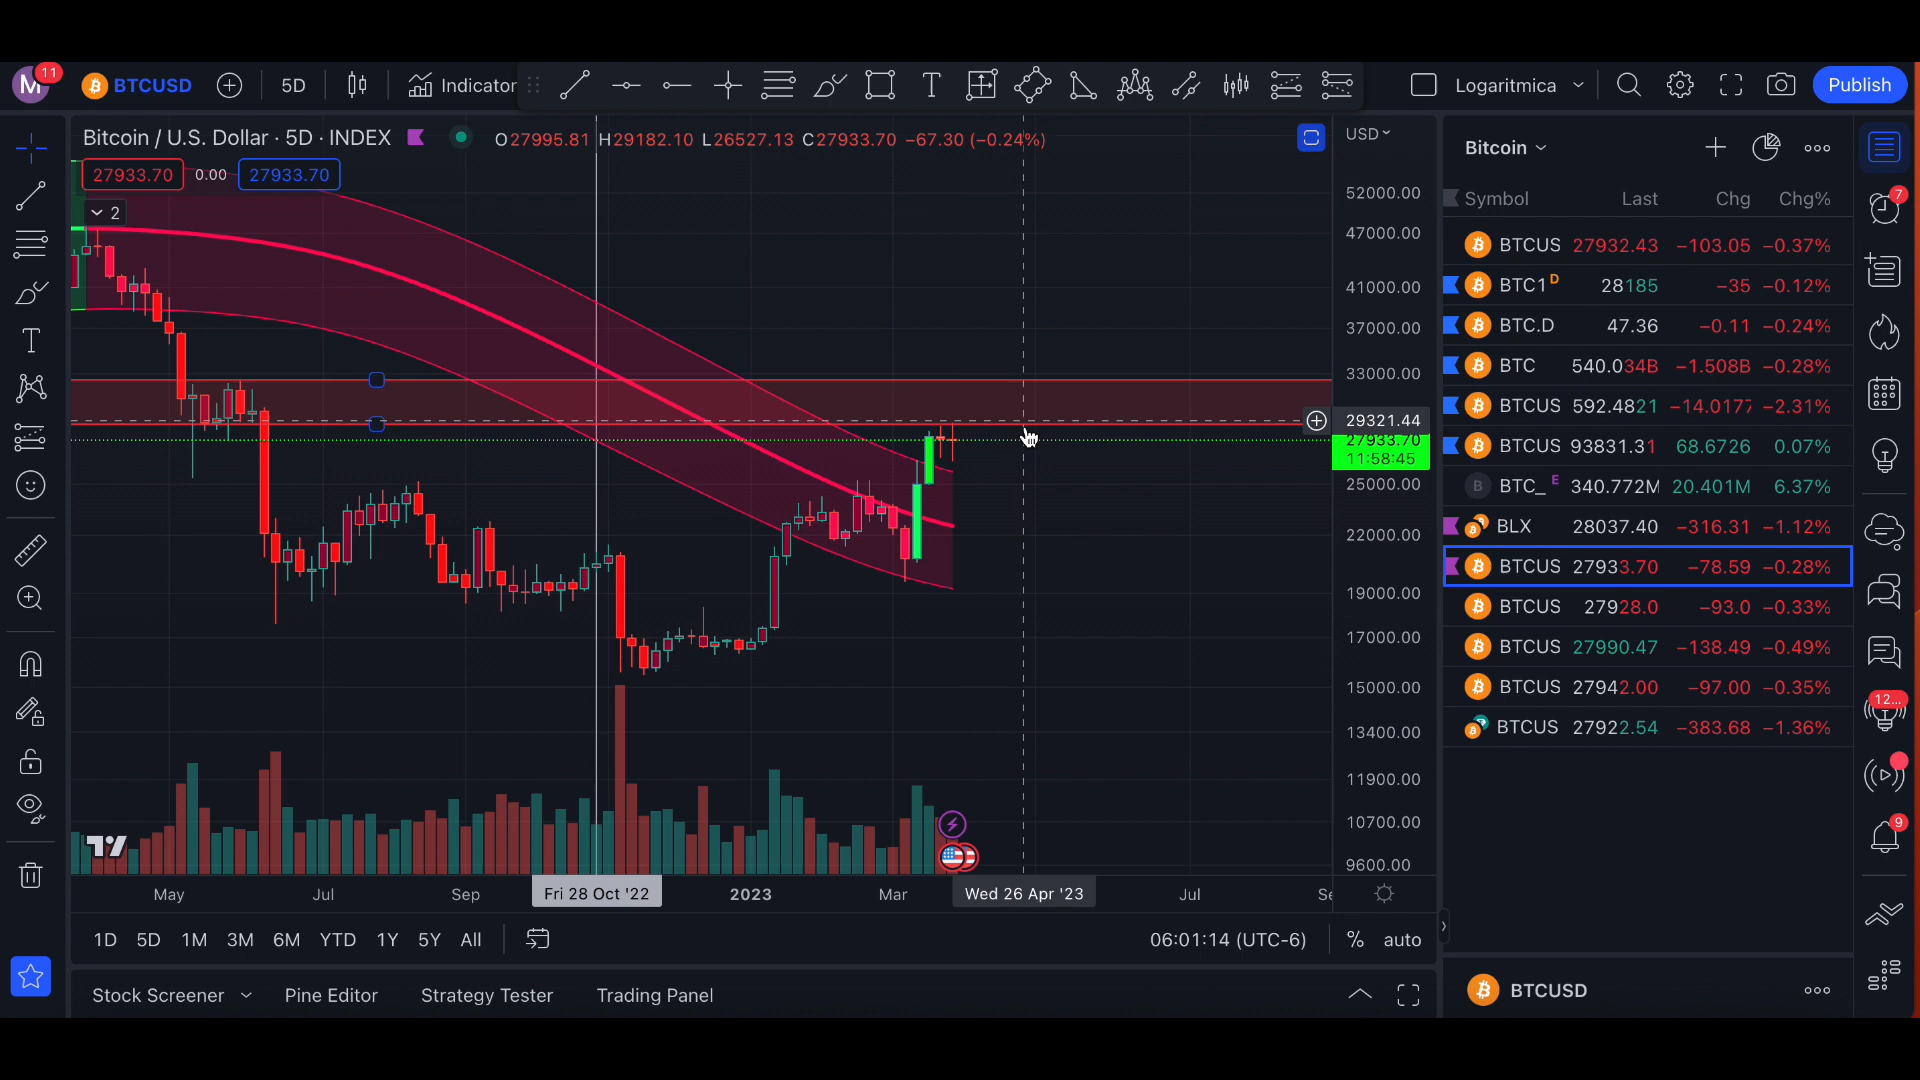 M 11 BTCUSD 5D Indicator T Logaritmica Publish
Bitcoin / U.S. Dollar · 5D · INDEX O27995.81 H29182.10 L26527.13 C27933.70 −67.30 (−0.24%)
27933.70 0.00 27933.70
2
USD
52000.00
47000.00
41000.00
37000.00
33000.00
29321.44
27933.70
11:58:45
25000.00
22000.00
19000.00
17000.00
15000.00
13400.00
11900.00
10700.00
9600.00
May Jul Sep Fri 28 Oct '22 2023 Mar Wed 26 Apr '23 Jul Se
1D 5D 1M 3M 6M YTD 1Y 5Y All 06:01:14 (UTC-6) % auto
Stock Screener Pine Editor Strategy Tester Trading Panel
Bitcoin
Symbol Last Chg Chg%
BTCUS 27932.43 −103.05 −0.37%
BTC1 D 28185 −35 −0.12%
BTC.D 47.36 −0.11 −0.24%
BTC 540.034B −1.508B −0.28%
BTCUS 592.4821 −14.0177 −2.31%
BTCUS 93831.31 68.6726 0.07%
B BTC_ E 340.772M 20.401M 6.37%
BLX 28037.40 −316.31 −1.12%
BTCUS 27933.70 −78.59 −0.28%
BTCUS 27928.0 −93.0 −0.33%
BTCUS 27990.47 −138.49 −0.49%
BTCUS 27942.00 −97.00 −0.35%
BTCUS 27922.54 −383.68 −1.36%
BTCUSD
7
12...
9